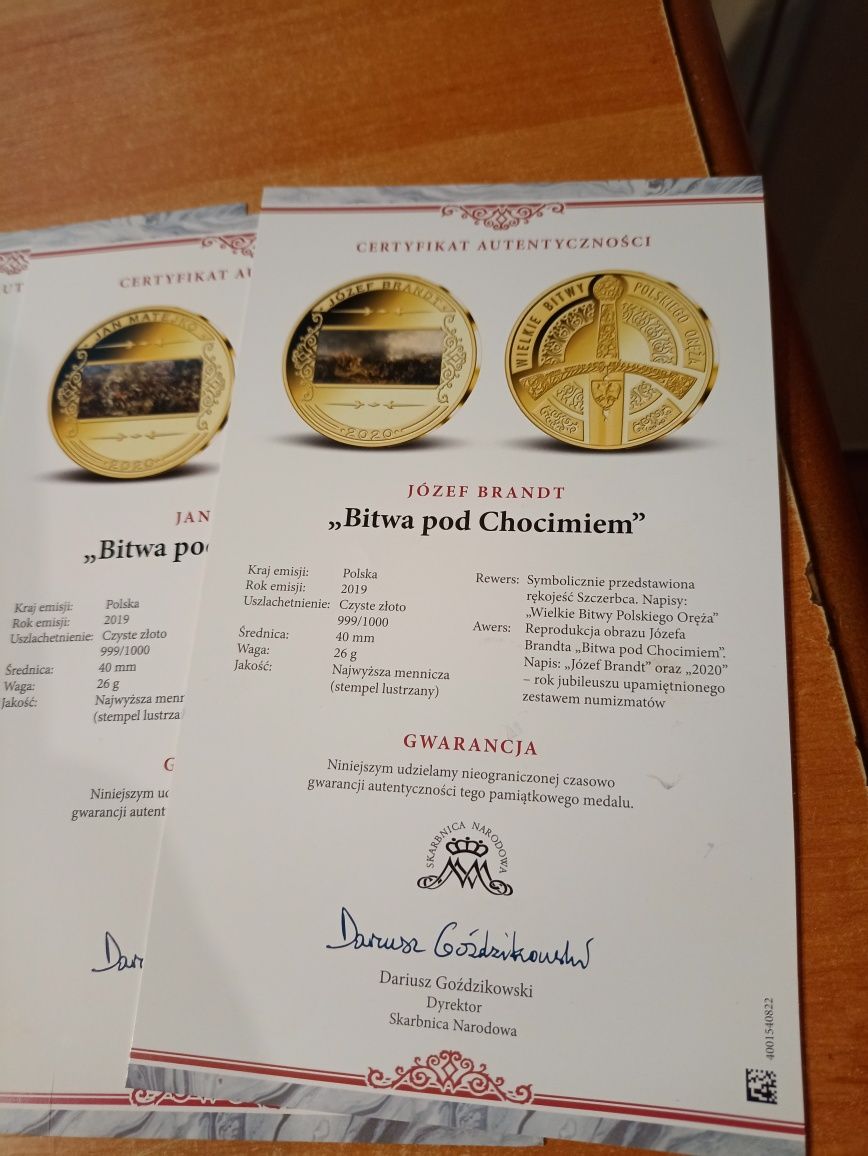 UT
CERTYFIKAT AU
JAN MATEJKO
2020
JAN
„Bitwa po
Kraj emisji: Polska
Rok emisji: 2019
Uszlachetnienie: Czyste złoto
999/1000
Średnica: 40 mm
Waga: 26 g
Jakość: Najwyższa menn
(stempel lustrza
G
Niniejszym ud
gwarancji autent
Dar
CERTYFIKAT AUTENTYCZNOŚCI
JÓZEF BRANDT
2020
WIELKIE BITWY POLSKIEGO ORĘŻA
JÓZEF BRANDT
„Bitwa pod Chocimiem”
Kraj emisji: Polska
Rok emisji: 2019
Uszlachetnienie: Czyste złoto
999/1000
Średnica: 40 mm
Waga: 26 g
Jakość: Najwyższa mennicza
(stempel lustrzany)
Rewers: Symbolicznie przedstawiona
rękojeść Szczerbca. Napisy:
„Wielkie Bitwy Polskiego Oręża”
Awers: Reprodukcja obrazu Józefa
Brandta „Bitwa pod Chocimiem”.
Napis: „Józef Brandt” oraz „2020”
– rok jubileuszu upamiętnionego
zestawem numizmatów
GWARANCJA
Niniejszym udzielamy nieograniczonej czasowo
gwarancji autentyczności tego pamiątkowego medalu.
SKARBNICA NARODOWA
Dariusz Goździkowski
Dariusz Goździkowski
Dyrektor
Skarbnica Narodowa
4001540822